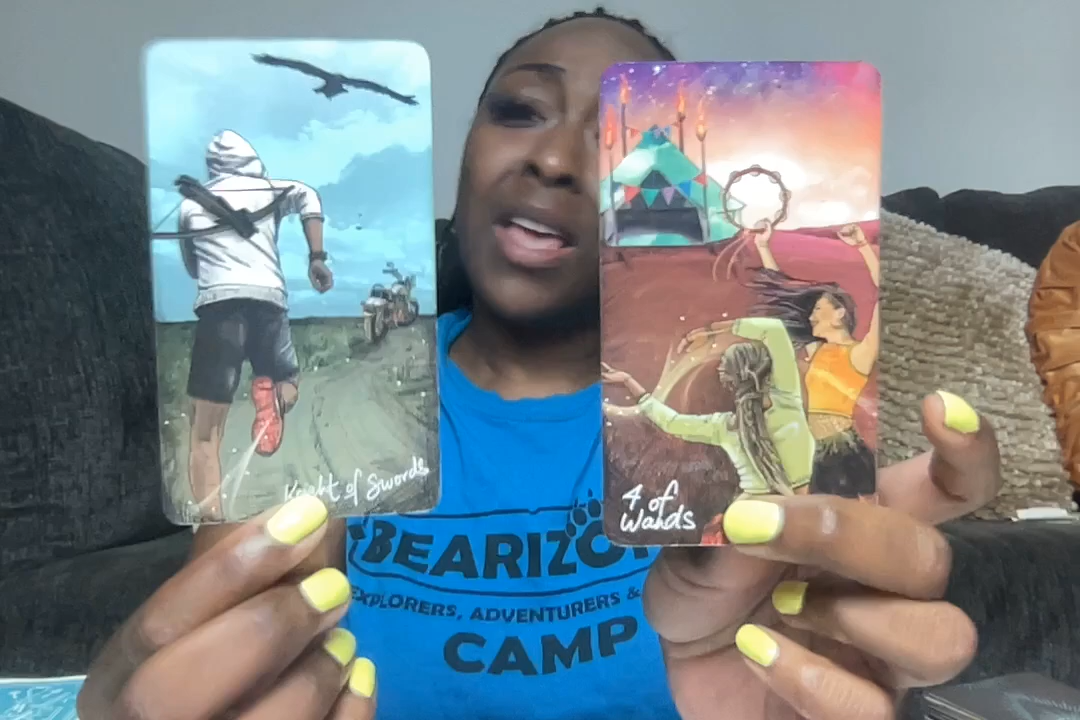 Knight of Swords
4 of
Wands
BEARIZO
EXPLORERS, ADVENTURERS &
CAMP